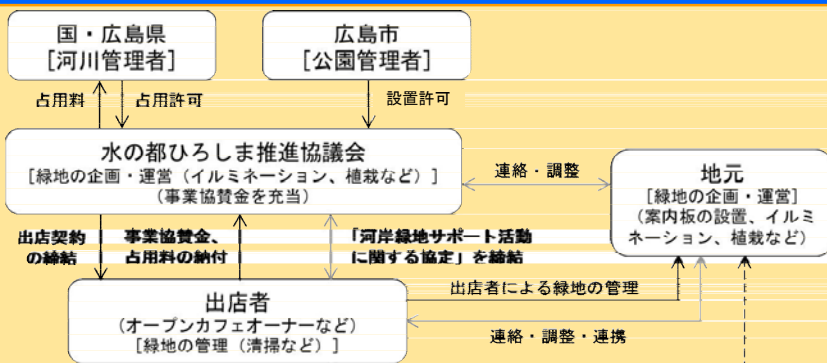 国・広島県
[河川管理者]
広島市
[公園管理者]
占用料
占用許可
設置許可
水の都ひろしま推進協議会
[緑地の企画・運営（イルミネーション、植栽など）]
（事業協賛金を充当）
連絡・調整
地元
[緑地の企画・運営]
（案内板の設置、イルミ
ネーション、植栽など）
出店契約
の締結
事業協賛金、
占用料の納付
「河岸緑地サポート活動
に関する協定」を締結
出店者
（オープンカフェオーナーなど）
[緑地の管理（清掃など）]
出店者による緑地の管理
連絡・調整・連携